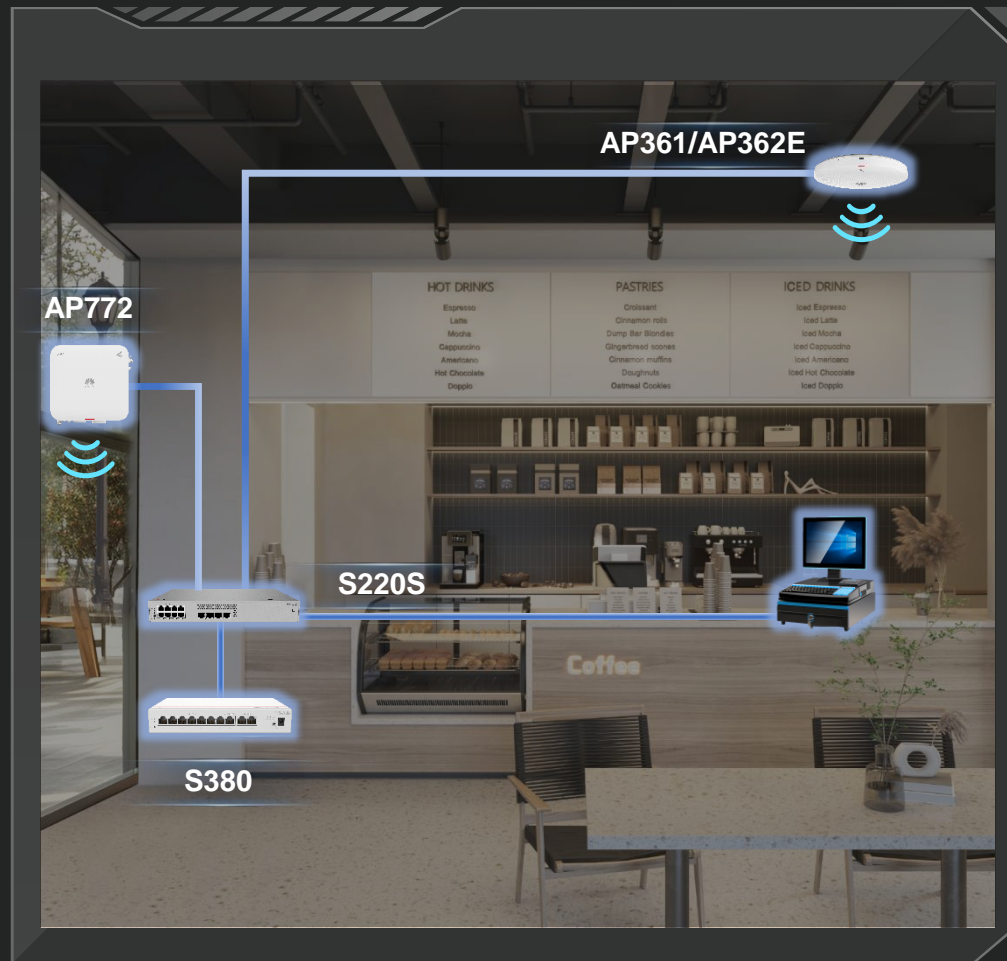 AP361/AP362E
AP772
HOT DRINKS
Espresso
Latte
Mocha
Cappuccino
Americano
Hot Chocolate
Doppio
PASTRIES
Croissant
Cinnamon rolls
Dump Bar Blondies
Gingerbread scones
Cinnamon muffins
Doughnuts
Oatmeal Cookies
ICED DRINKS
Iced Espresso
Iced Latte
Iced Mocha
Iced Cappuccino
Iced Americano
Iced Hot Chocolate
Iced Doppio
S220S
Coffee
S380